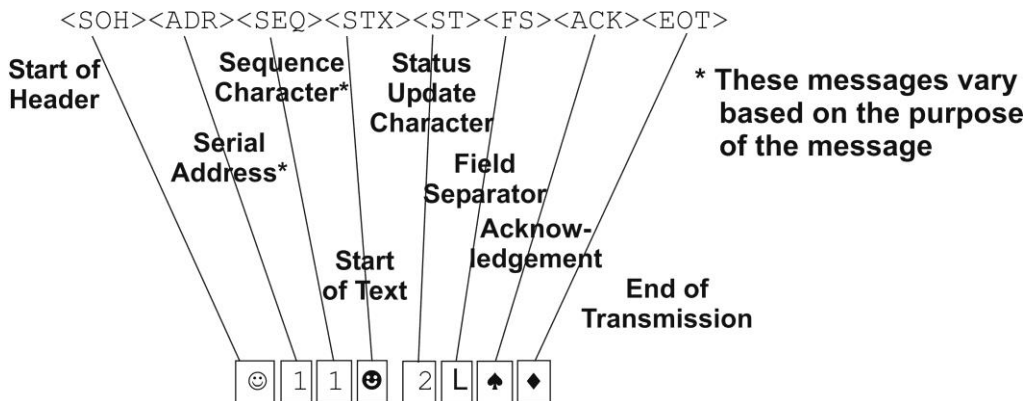 <SOH><ADR><SEQ><STX><ST><FS><ACK><EOT>
Start of
Header
Serial
Address*
Sequence
Character*
Start
of Text
Status
Update
Character
Field
Separator
Acknow-
ledgement
End of
Transmission
* These messages vary
based on the purpose
of the message
☺ 1 1 ☻ 2 L ♠ ♦